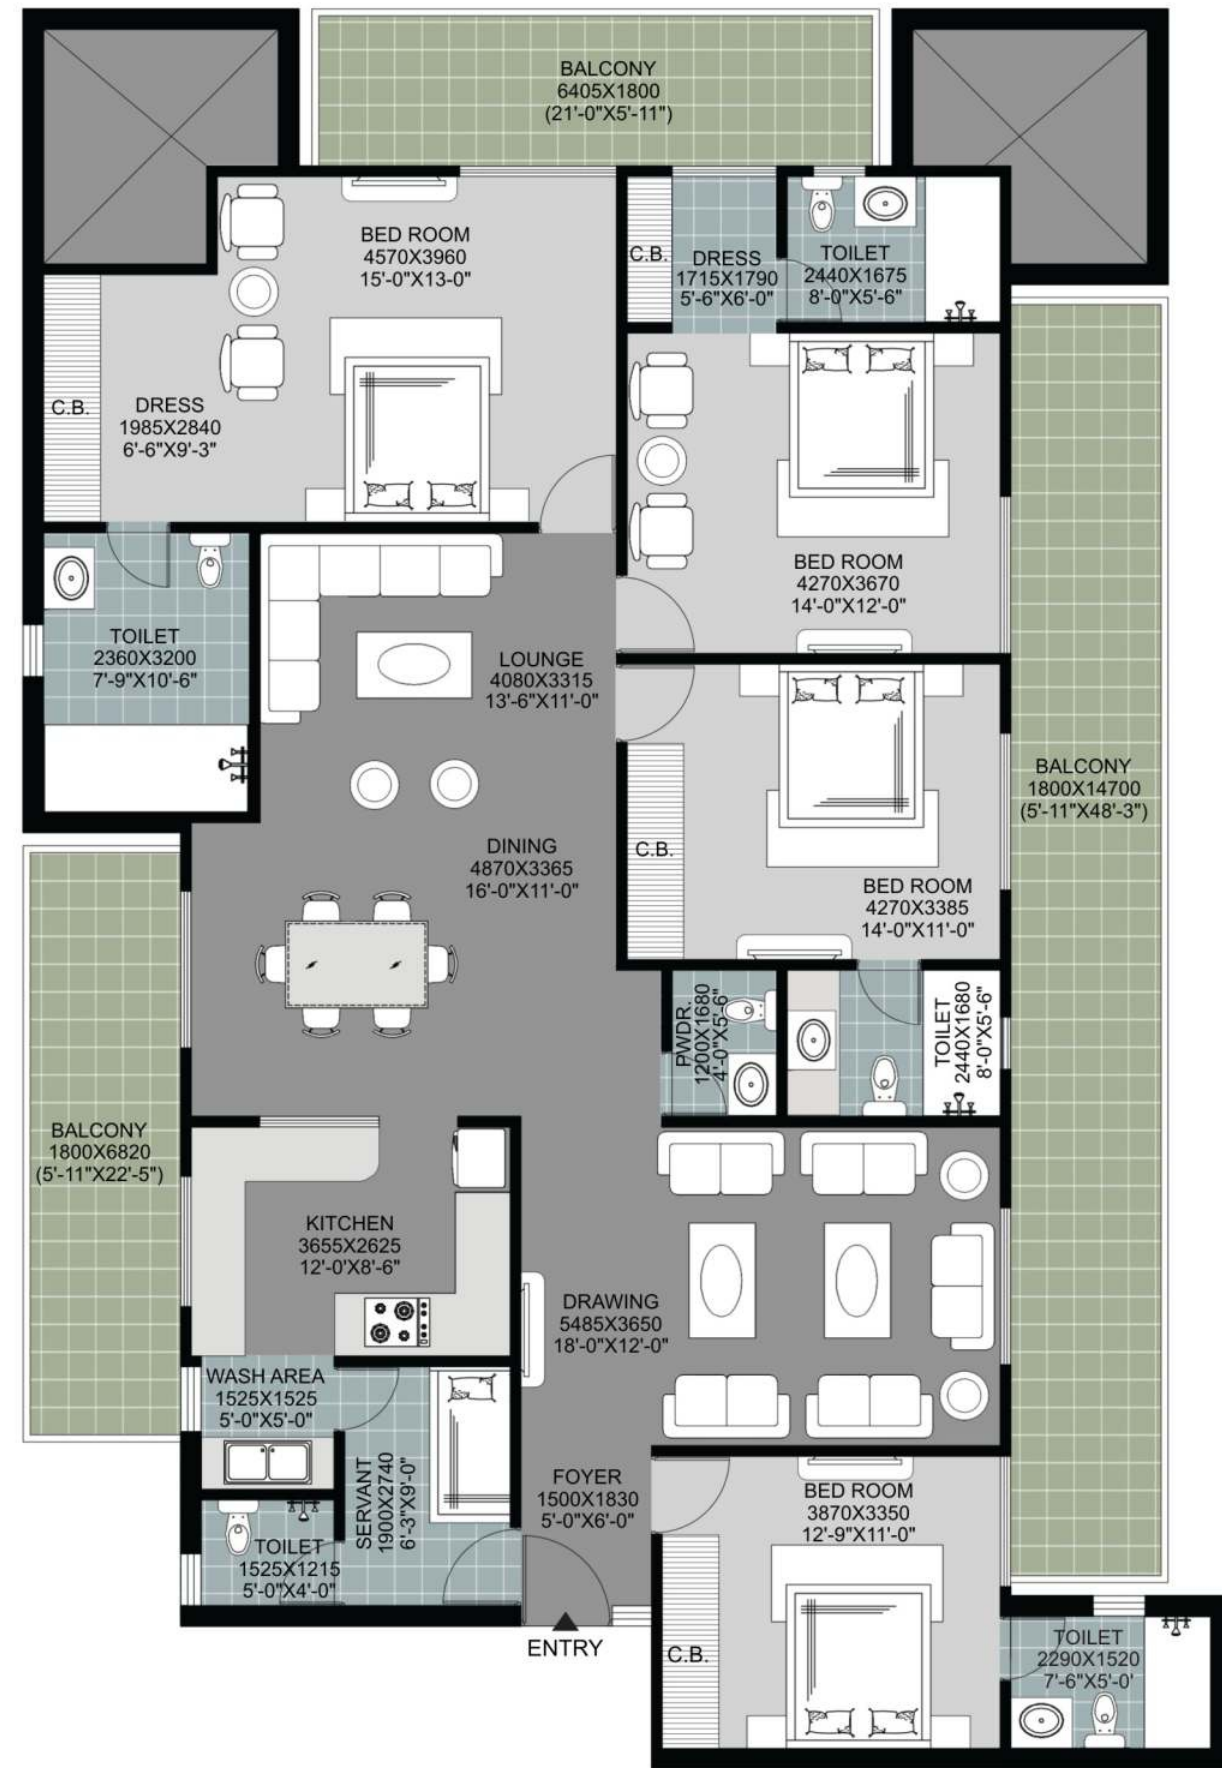 BALCONY
6405X1800
(21'-0"X5'-11")
BED ROOM
4570X3960
15'-0"X13-0"
C.B.
DRESS
1715X1790
5'-6"X6'-0"
TOILET
2440X1675
8'-0"X5'-6"
C.B.
DRESS
1985X2840
6'-6"X9'-3"
BED ROOM
4270X3670
14'-0"X12'-0"
TOILET
2360X3200
7'-9"X10'-6"
LOUNGE
4080X3315
13'-6"X11'-0"
BALCONY
1800X14700
(5'-11"X48'-3")
DINING
4870X3365
16'-0"X11'-0"
C.B.
BED ROOM
4270X3385
14'-0"X11'-0"
PWDR.
1200X1680
4'-0"X5'-6"
TOILET
2440X1680
8'-0"X5'-6"
BALCONY
1800X6820
(5'-11"X22'-5")
KITCHEN
3655X2625
12'-0'X8'-6"
DRAWING
5485X3650
18'-0"X12'-0"
WASH AREA
1525X1525
5'-0"X5'-0"
SERVANT
1900X2740
6'-3"X9'-0"
FOYER
1500X1830
5'-0"X6'-0"
BED ROOM
3870X3350
12'-9"X11'-0"
TOILET
1525X1215
5'-0"X4'-0"
ENTRY
C.B.
TOILET
2290X1520
7'-6"X5'-0'